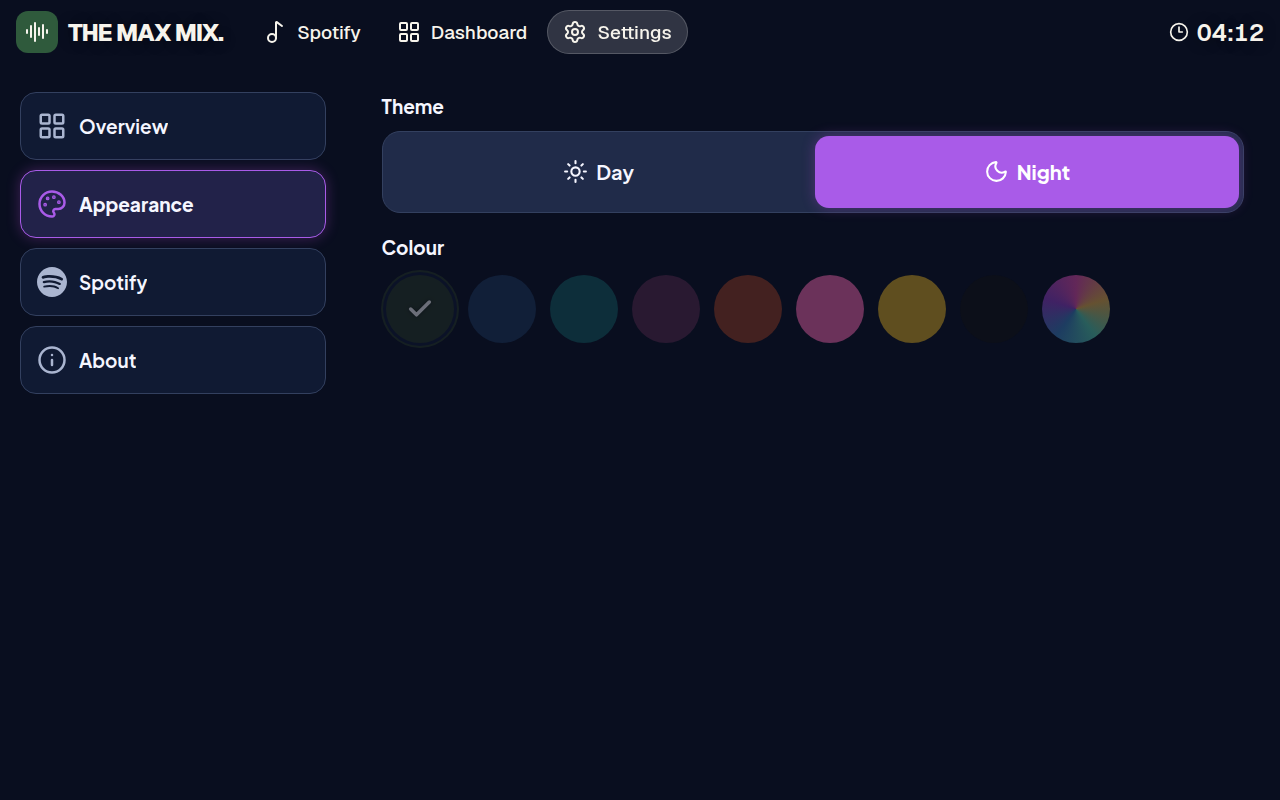 THE MAX MIX.
Spotify
Dashboard
Settings
04:12
Overview
Appearance
Spotify
About
Theme
Day
Night
Colour